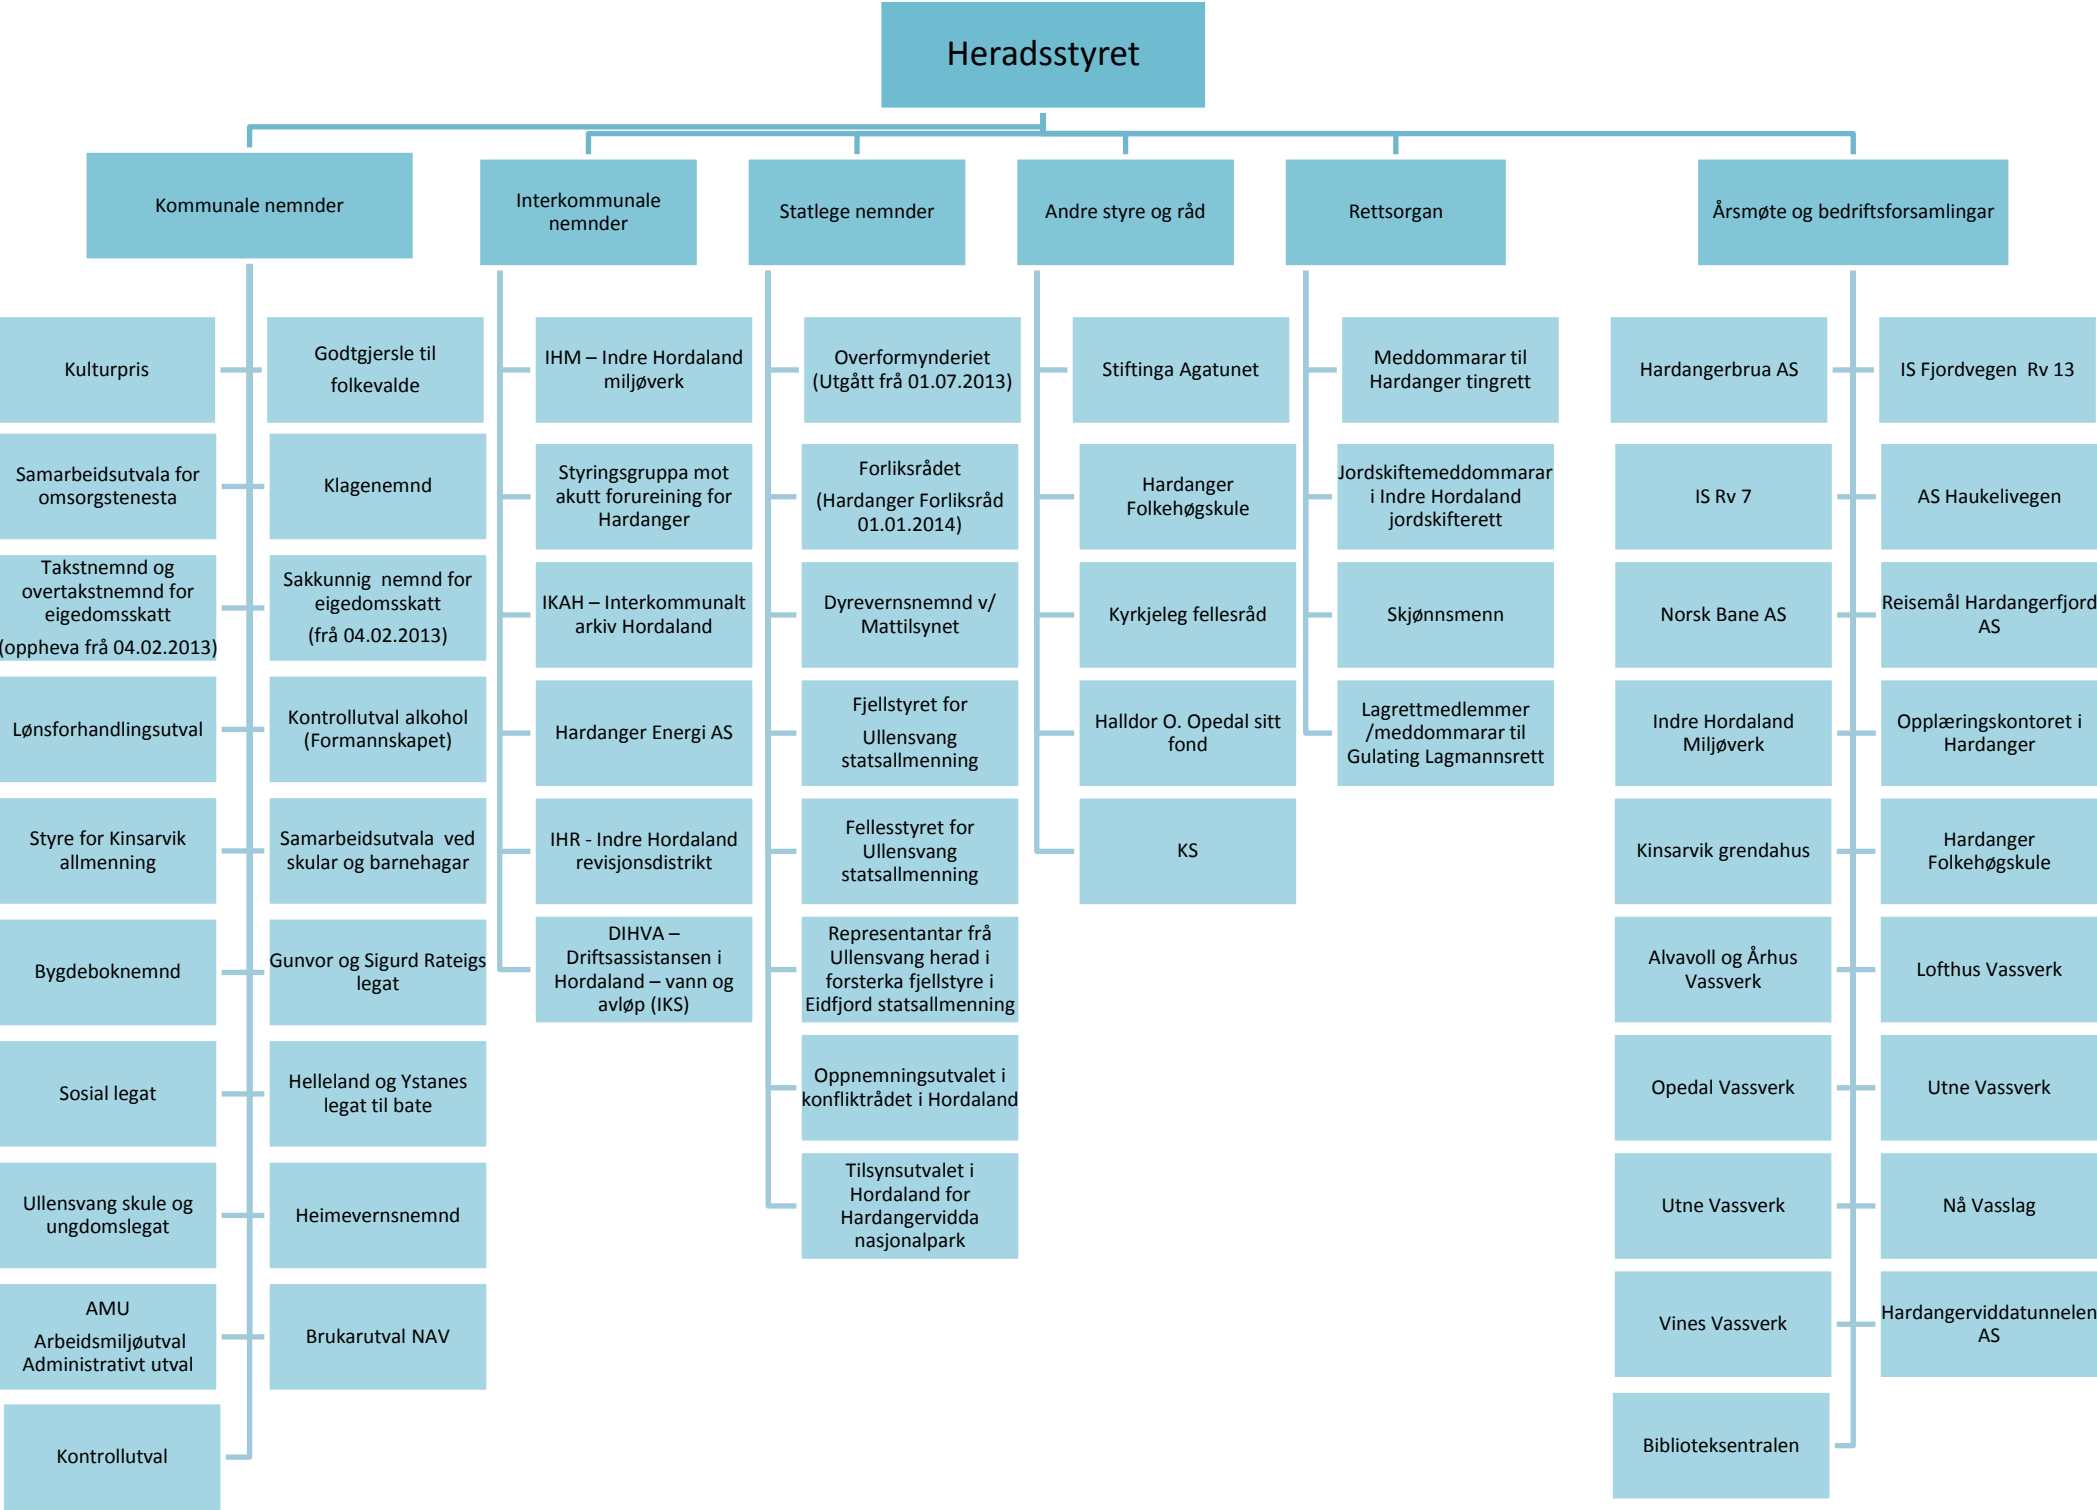 Heradsstyret
Kommunale nemnder
Interkommunale
nemnder
Statlege nemnder
Andre styre og råd
Rettsorgan
Årsmøte og bedriftsforsamlingar
Kulturpris
Godtgjersle til
folkevalde
Samarbeidsutvala for
omsorgstenesta
Klagenemnd
Takstnemnd og
overtakstnemnd for
eigedomsskatt
(oppheva frå 04.02.2013)
Sakkunnig nemnd for
eigedomsskatt
(frå 04.02.2013)
Lønsforhandlingsutval
Kontrollutval alkohol
(Formannskapet)
Styre for Kinsarvik
allmenning
Samarbeidsutvala ved
skular og barnehagar
Bygdeboknemnd
Gunvor og Sigurd Rateigs
legat
Sosial legat
Helleland og Ystanes
legat til bate
Ullensvang skule og
ungdomslegat
Heimevernsnemnd
AMU
Arbeidsmiljøutval
Administrativt utval
Brukarutval NAV
Kontrollutval
IHM – Indre Hordaland
miljøverk
Styringsgruppa mot
akutt forureining for
Hardanger
IKAH – Interkommunalt
arkiv Hordaland
Hardanger Energi AS
IHR - Indre Hordaland
revisjonsdistrikt
DIHVA –
Driftsassistansen i
Hordaland – vann og
avløp (IKS)
Overformynderiet
(Utgått frå 01.07.2013)
Forliksrådet
(Hardanger Forliksråd
01.01.2014)
Dyrevernsnemnd v/
Mattilsynet
Fjellstyret for
Ullensvang
statsallmenning
Fellesstyret for
Ullensvang
statsallmenning
Representantar frå
Ullensvang herad i
forsterka fjellstyre i
Eidfjord statsallmenning
Oppnemningsutvalet i
konfliktrådet i Hordaland
Tilsynsutvalet i
Hordaland for
Hardangervidda
nasjonalpark
Stiftinga Agatunet
Hardanger
Folkehøgskule
Kyrkjeleg fellesråd
Halldor O. Opedal sitt
fond
KS
Meddommarar til
Hardanger tingrett
Jordskiftemeddommarar
i Indre Hordaland
jordskifterett
Skjønnsmenn
Lagrettmedlemmer
/meddommarar til
Gulating Lagmannsrett
Hardangerbrua AS
IS Fjordvegen Rv 13
IS Rv 7
AS Haukelivegen
Norsk Bane AS
Reisemål Hardangerfjord
AS
Indre Hordaland
Miljøverk
Opplæringskontoret i
Hardanger
Kinsarvik grendahus
Hardanger
Folkehøgskule
Alvavoll og Århus
Vassverk
Lofthus Vassverk
Opedal Vassverk
Utne Vassverk
Utne Vassverk
Nå Vasslag
Vines Vassverk
Hardangerviddatunnelen
AS
Biblioteksentralen